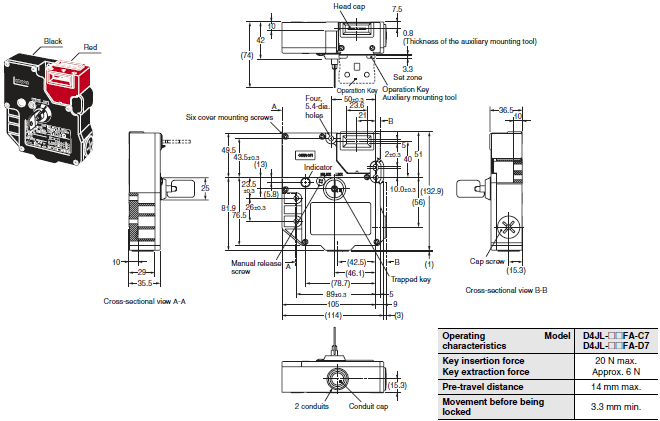 Head cap
7.5
10
42
(74)
0.8
(Thickness of the auxiliary mounting tool)
3.3
Set zone
Operation Key
Operation Key
Auxiliary mounting tool
Black
Red
Four,
5.4-dia.
holes
50±0.3
23.6
21
A
B
Six cover mounting screws
36.5
10
49.5
43.5±0.3
(13)
Indicator
23.5
±0.3
(5.8)
81.9
76.5
26±0.3
5
2±0.3
40
51
10.0±0.3
(132.9)
(56)
25
(1)
Manual release
screw
A
B
(42.5)
(46.1)
(78.7)
89±0.3
5
105
9
(114)
(3)
Trapped key
10
29
35.5
Cross-sectional view A-A
Cap screw
(15.3)
Cross-sectional view B-B
(15.3)
2 conduits
Conduit cap
Operating Model
characteristics
D4JL-□□FA-C7
D4JL-□□FA-D7
Key insertion force
Key extraction force
20 N max.
Approx. 6 N
Pre-travel distance
14 mm max.
Movement before being
locked
3.3 mm min.